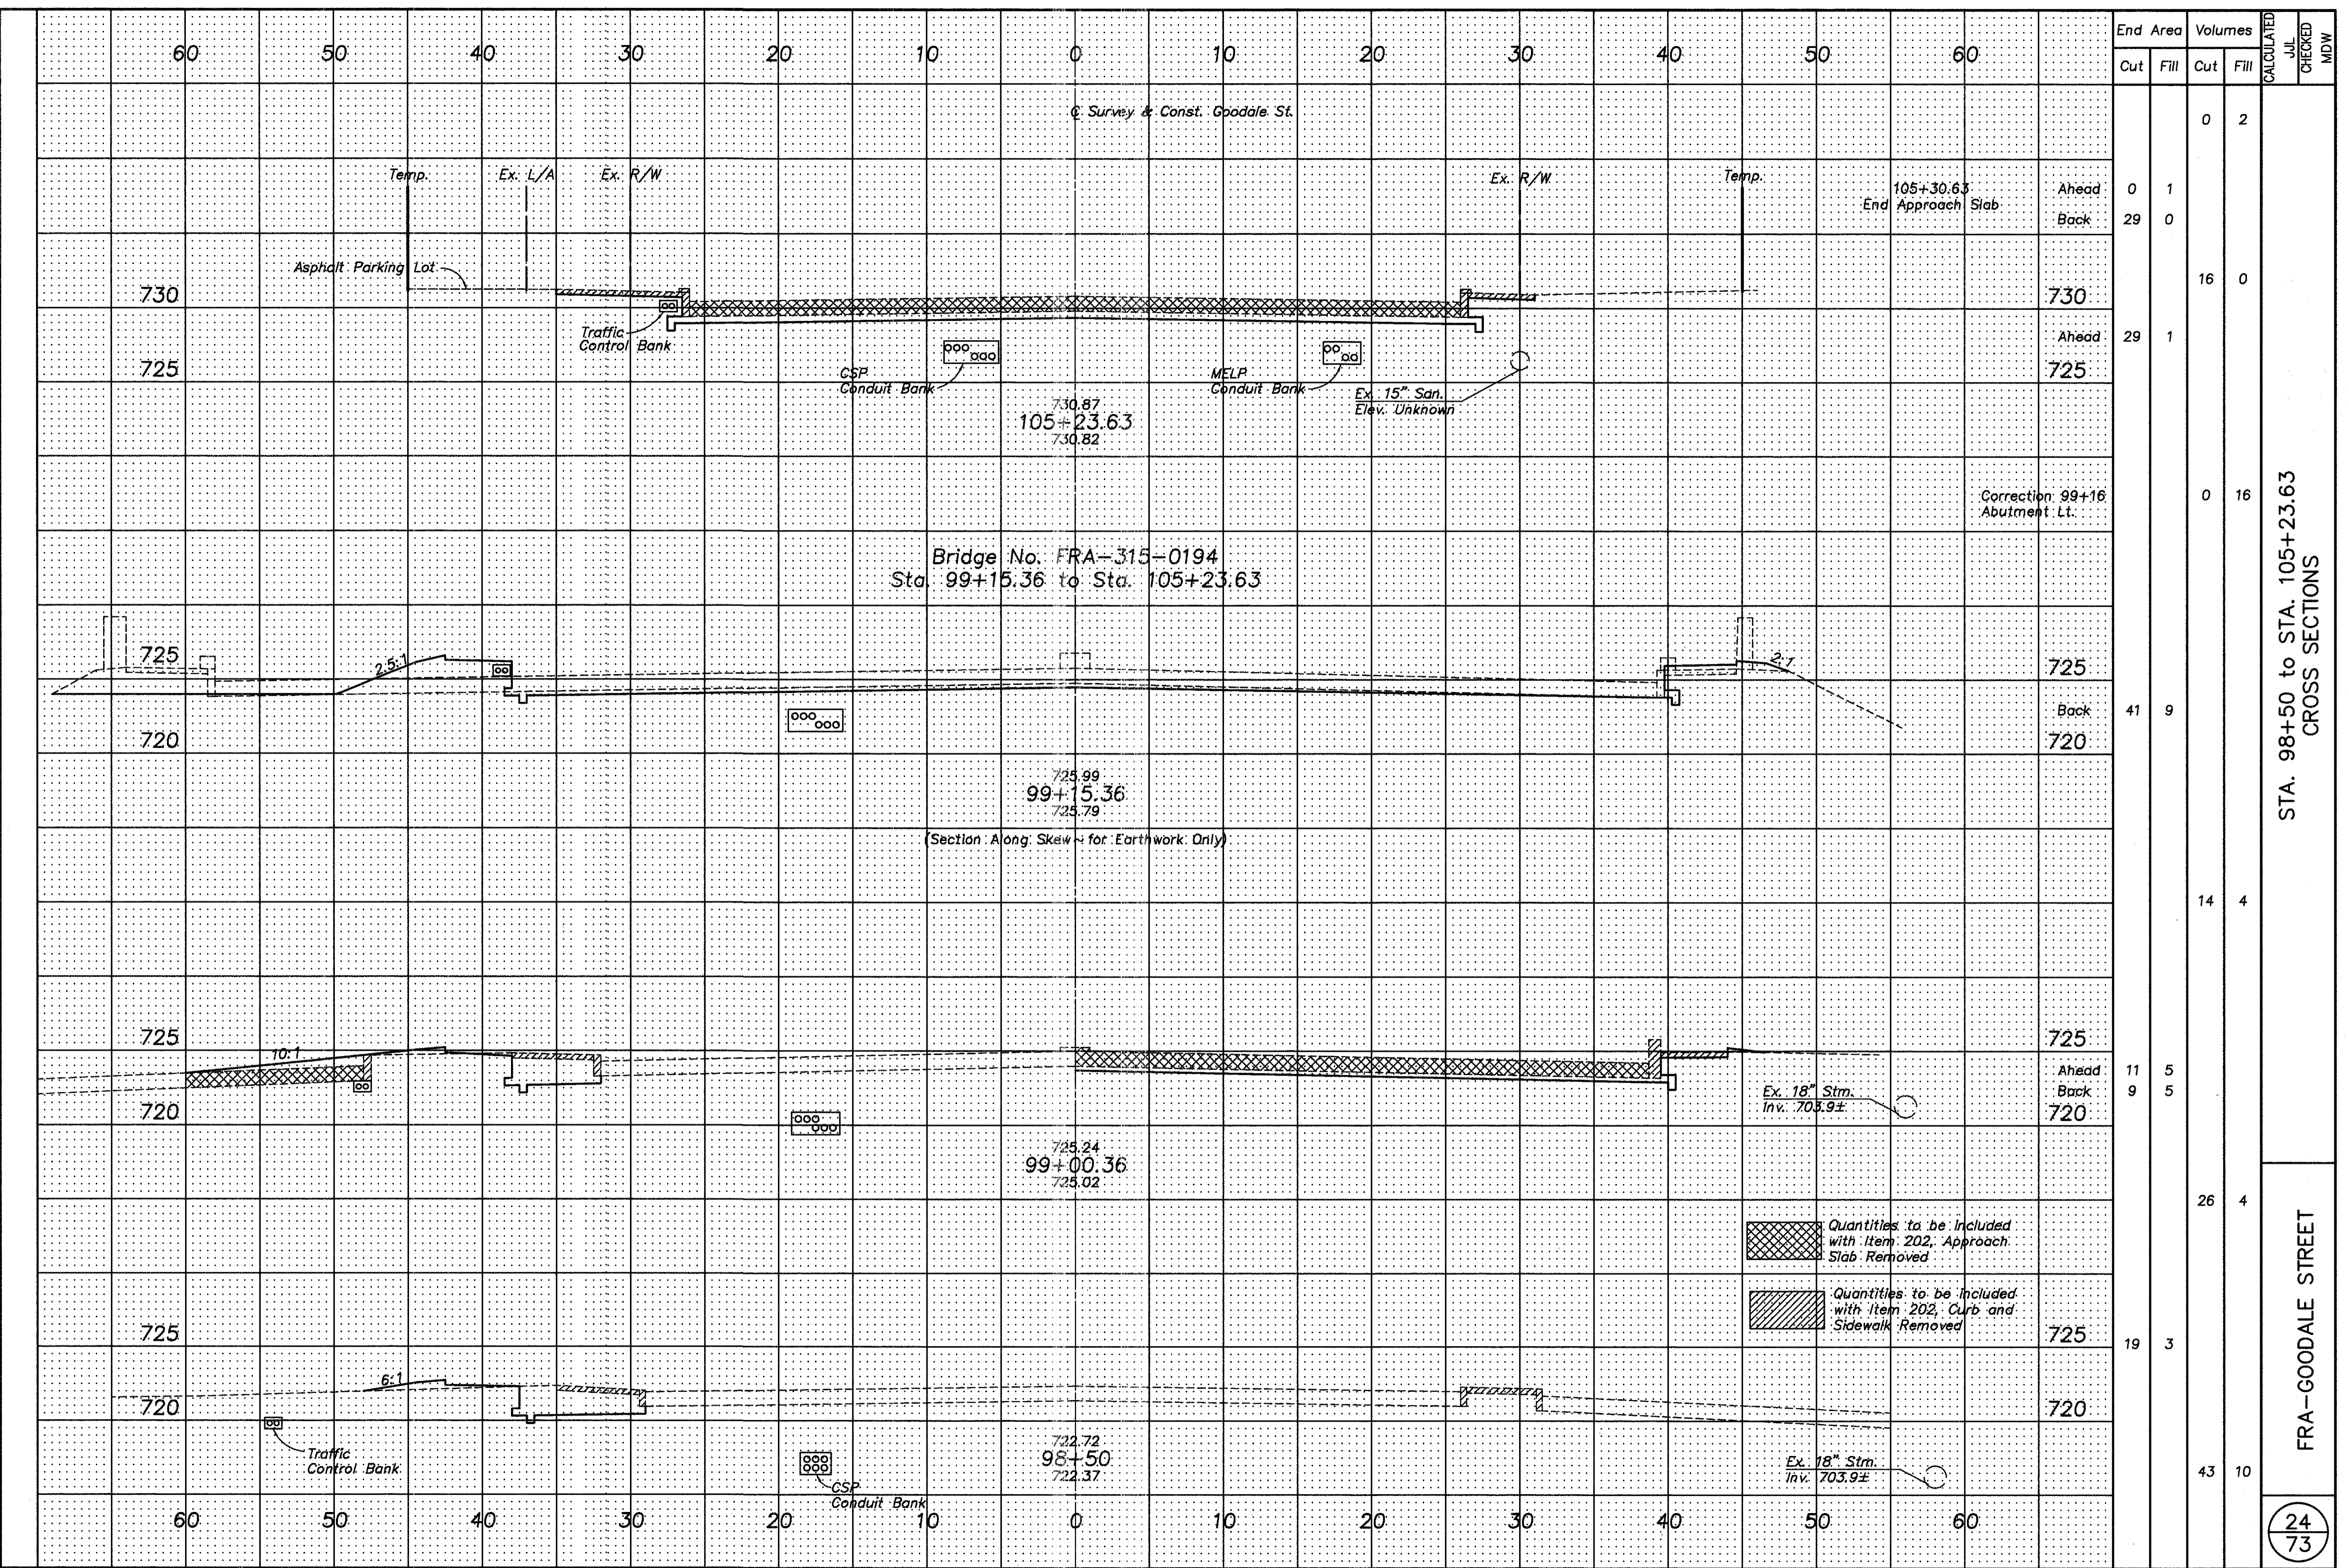 60 50 40 30 20 10 0 10 20 30 40 50 60
End Area Volumes
Cut Fill Cut Fill
CALCULATED
JJL
CHECKED
MDW
℄ Survey & Const. Goodale St.
0 2
Temp. Ex. L/A Ex. R/W Ex. R/W Temp.
105+30.63
End Approach Slab
Ahead 0 1
Back 29 0
Asphalt Parking Lot
16 0
730 730
Traffic
Control Bank
Ahead 29 1
725 725
CSP
Conduit Bank
MELP
Conduit Bank
Ex. 15" San.
Elev. Unknown
730.87
105+23.63
730.82
Correction 99+16
Abutment Lt.
0 16
Bridge No. FRA-315-0194
Sta. 99+15.36 to Sta. 105+23.63
725 2.5:1 2:1 725
Back 41 9
720 720
725.99
99+15.36
725.79
(Section Along Skew ~ for Earthwork Only)
14 4
725 725
10:1
Ahead 11 5
Back 9 5
Ex. 18" Stm.
Inv. 703.9±
720 720
725.24
99+00.36
725.02
26 4
Quantities to be included
with Item 202, Approach
Slab Removed
Quantities to be included
with Item 202, Curb and
Sidewalk Removed
725 725
19 3
6:1
720 720
Traffic
Control Bank
722.72
98+50
722.37
CSP
Conduit Bank
Ex. 18" Stm.
Inv. 703.9±
43 10
60 50 40 30 20 10 0 10 20 30 40 50 60
STA. 98+50 to STA. 105+23.63
CROSS SECTIONS
FRA-GOODALE STREET
24
73